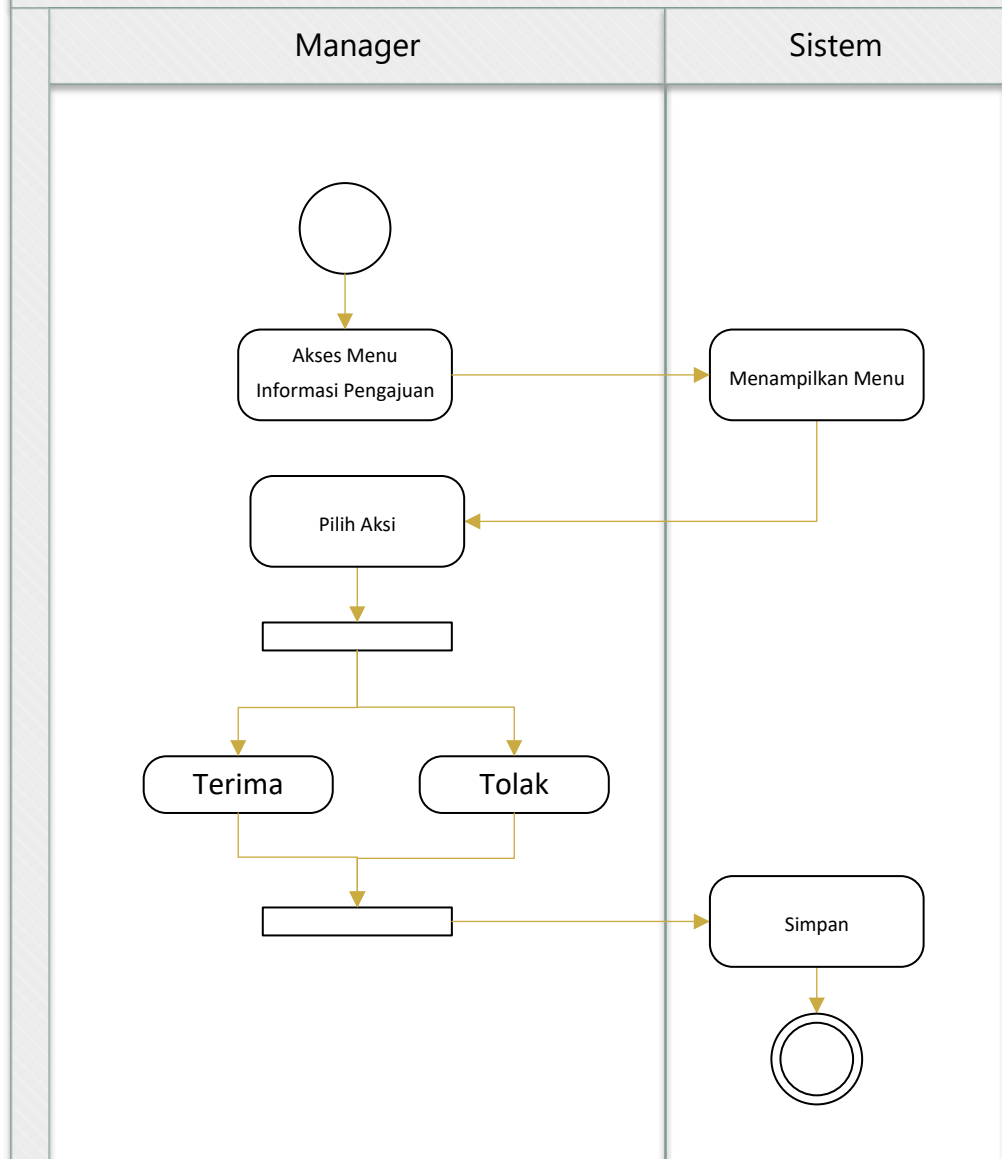 Manager
Sistem
Akses Menu
Informasi Pengajuan
Menampilkan Menu
Pilih Aksi
Terima
Tolak
Simpan